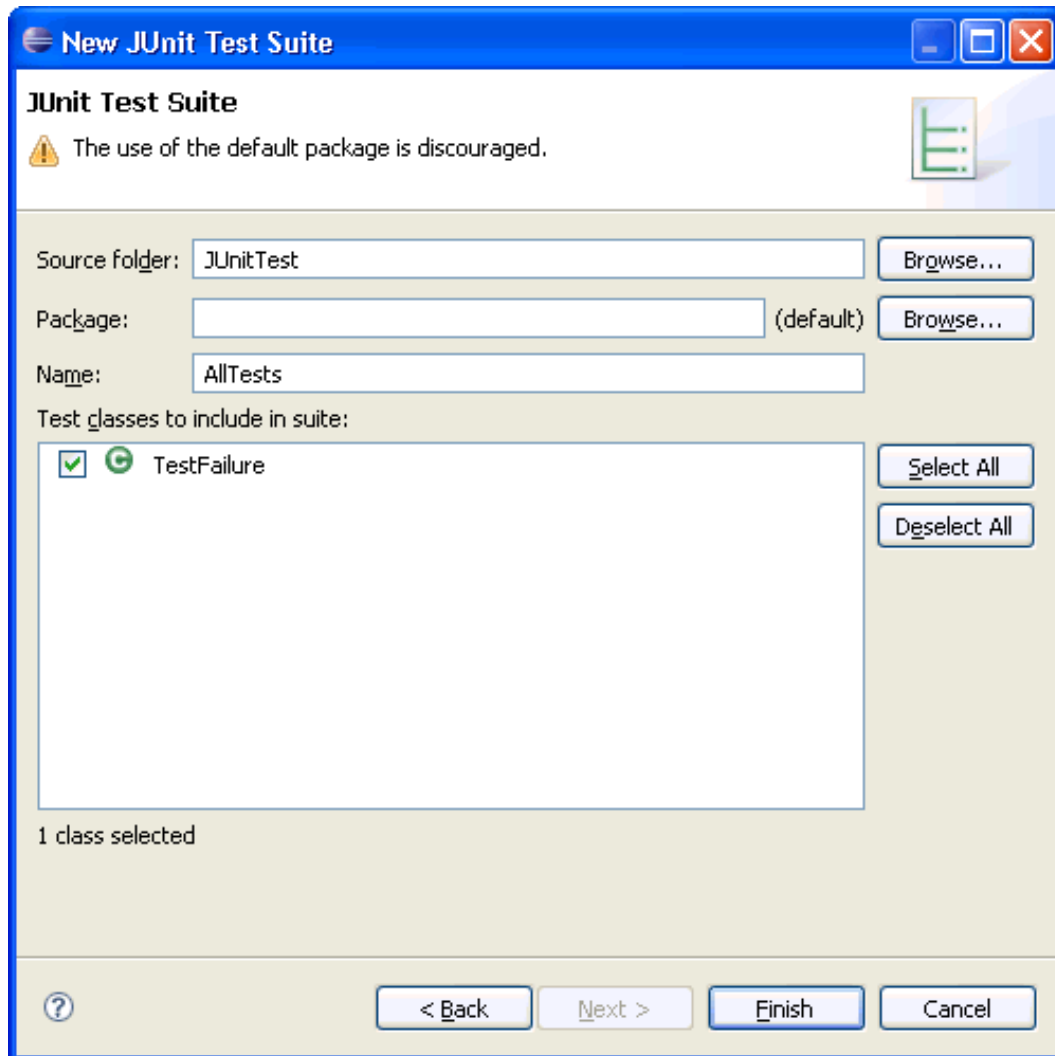 New JUnit Test Suite
JUnit Test Suite
The use of the default package is discouraged.
Source folder: JUnitTest Browse...
Package: (default) Browse...
Name: AllTests
Test classes to include in suite:
C TestFailure Select All
Deselect All
1 class selected
? < Back Next > Finish Cancel